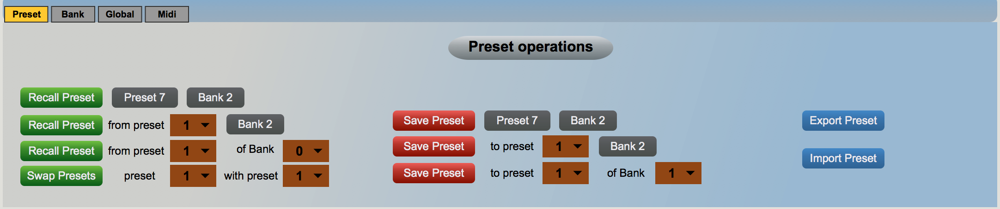 Preset Bank Global Midi
Preset operations
Recall Preset Preset 7 Bank 2
Recall Preset from preset 1 Bank 2
Recall Preset from preset 1 of Bank 0
Swap Presets preset 1 with preset 1
Save Preset Preset 7 Bank 2
Save Preset to preset 1 Bank 2
Save Preset to preset 1 of Bank 1
Export Preset
Import Preset